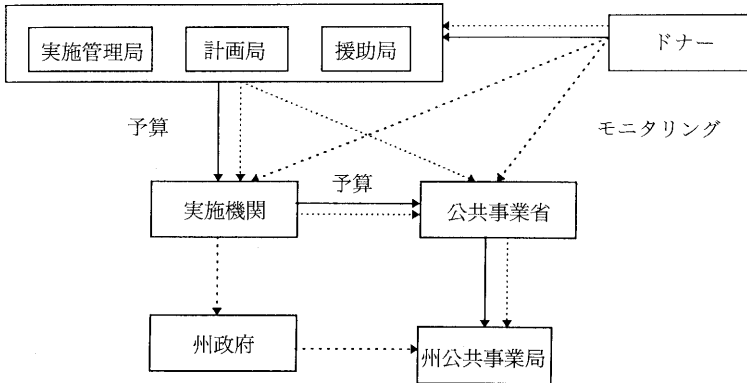 実施管理局 計画局 援助局 ドナー
予算 モニタリング
予算
実施機関 公共事業省
州政府 州公共事業局